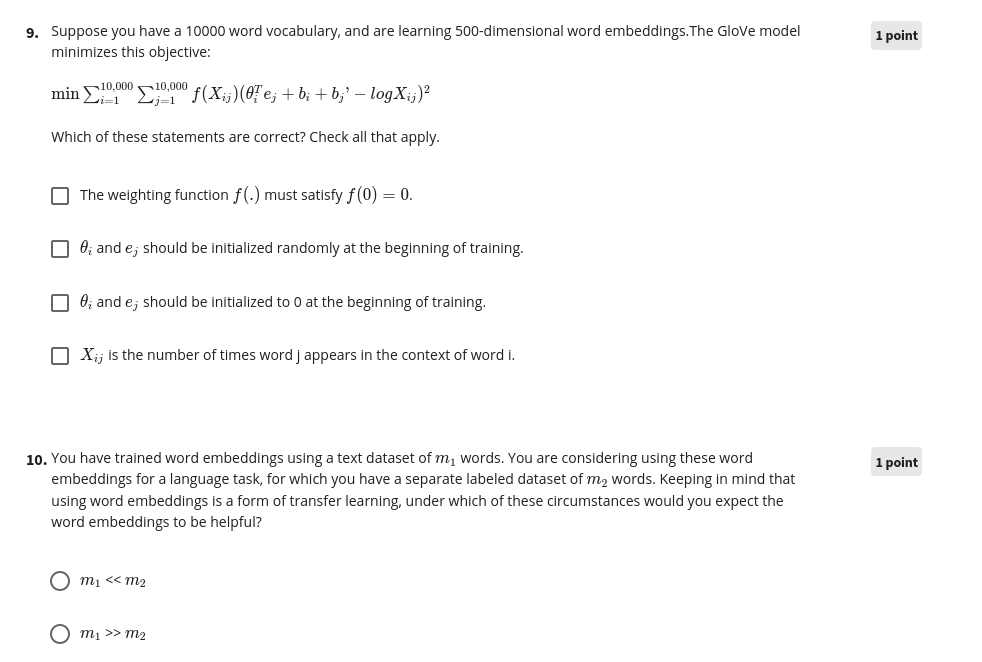 9. Suppose you have a 10000 word vocabulary, and are learning 500-dimensional word embeddings.The GloVe model
minimizes this objective:
1 point
min ∑_{i=1}^{10,000} ∑_{j=1}^{10,000} f(X_{ij})(θ_i^T e_j + b_i + b_j' − logX_{ij})^2
Which of these statements are correct? Check all that apply.
The weighting function f(.) must satisfy f(0) = 0.
θ_i and e_j should be initialized randomly at the beginning of training.
θ_i and e_j should be initialized to 0 at the beginning of training.
X_{ij} is the number of times word j appears in the context of word i.
10. You have trained word embeddings using a text dataset of m_1 words. You are considering using these word
embeddings for a language task, for which you have a separate labeled dataset of m_2 words. Keeping in mind that
using word embeddings is a form of transfer learning, under which of these circumstances would you expect the
word embeddings to be helpful?
1 point
m_1 << m_2
m_1 >> m_2